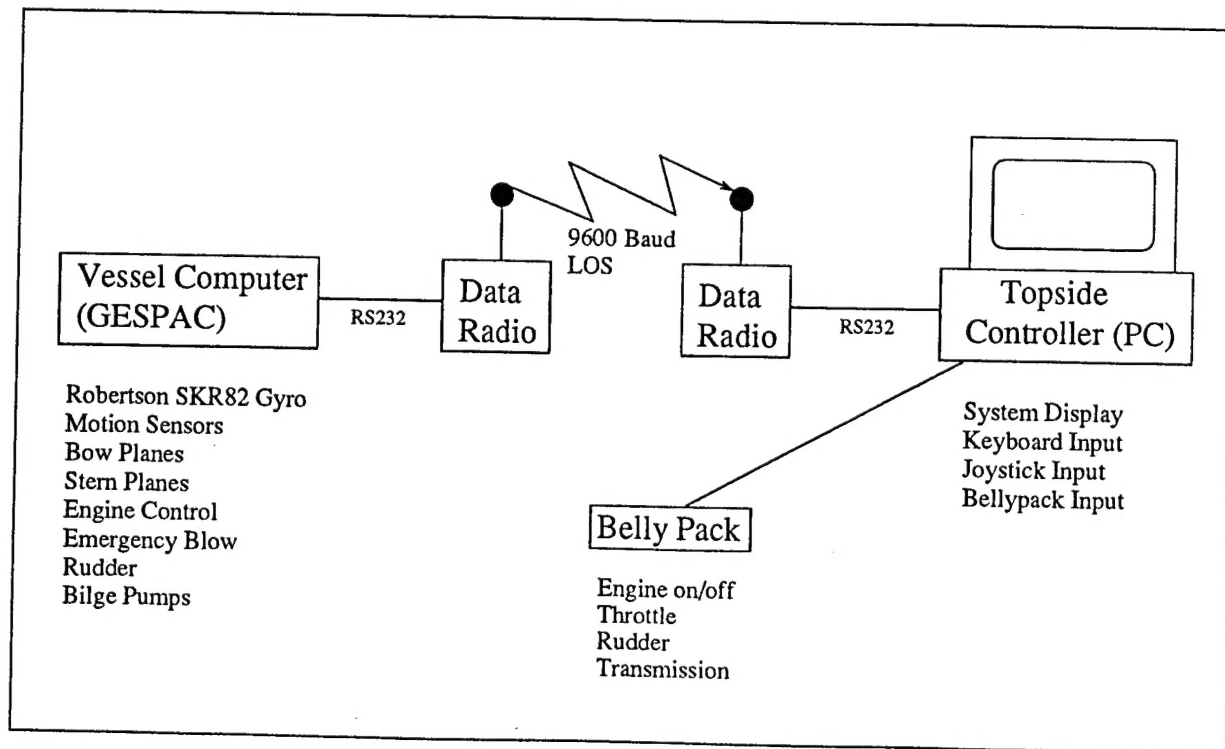 9600 Baud
LOS
Vessel Computer
(GESPAC)
RS232
Data
Radio
Data
Radio
RS232
Topside
Controller (PC)
Robertson SKR82 Gyro
Motion Sensors
Bow Planes
Stern Planes
Engine Control
Emergency Blow
Rudder
Bilge Pumps
System Display
Keyboard Input
Joystick Input
Bellypack Input
Belly Pack
Engine on/off
Throttle
Rudder
Transmission